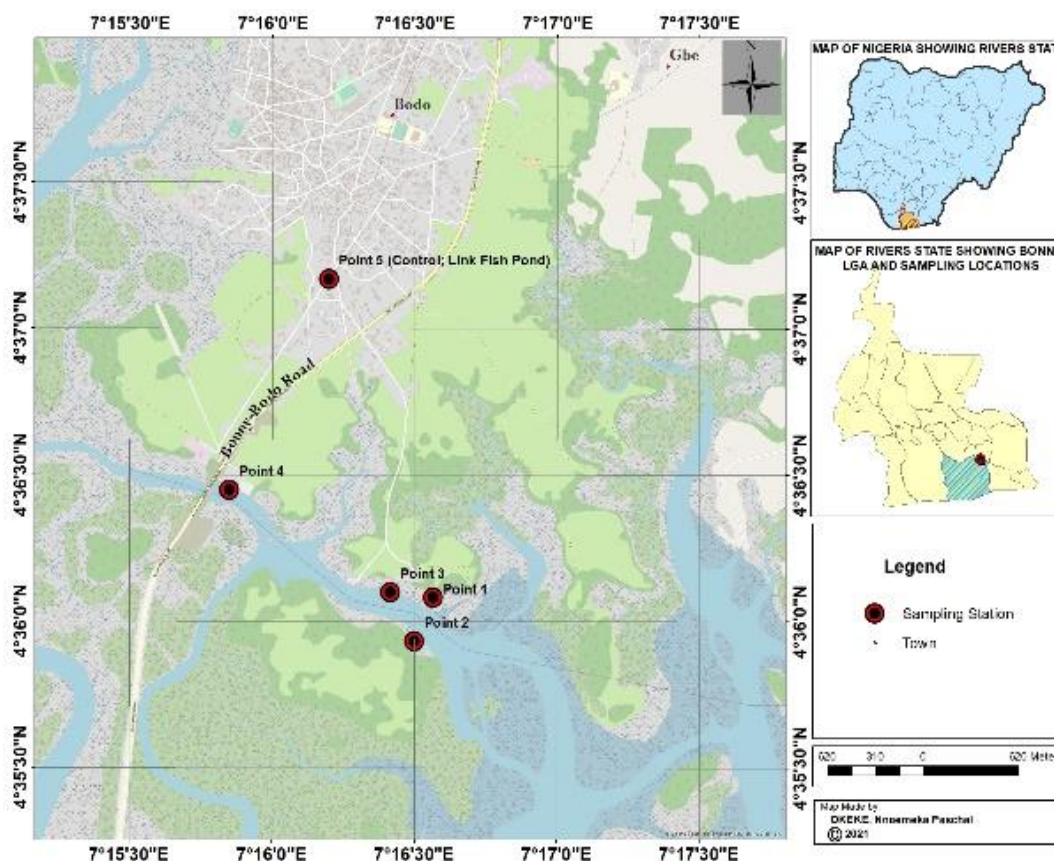 7°15'30"E 7°16'0"E 7°16'30"E 7°17'0"E 7°17'30"E
Gbe
N
Bodo
4°37'30"N
4°37'30"N
Point 5 (Control; Link Fish Pond)
4°37'0"N
4°37'0"N
Bonny-Bodo Road
4°36'30"N
4°36'30"N
Point 4
Point 3
Point 1
4°36'0"N
4°36'0"N
Point 2
4°35'30"N
4°35'30"N
7°15'30"E 7°16'0"E 7°16'30"E 7°17'0"E 7°17'30"E
MAP OF NIGERIA SHOWING RIVERS STAT
MAP OF RIVERS STATE SHOWING BONN
LGA AND SAMPLING LOCATIONS
Legend
Sampling Station
Town
620 310 0 620 Mete
Map Made by
OKEKE, Nnaemeka Paschal
© 2021